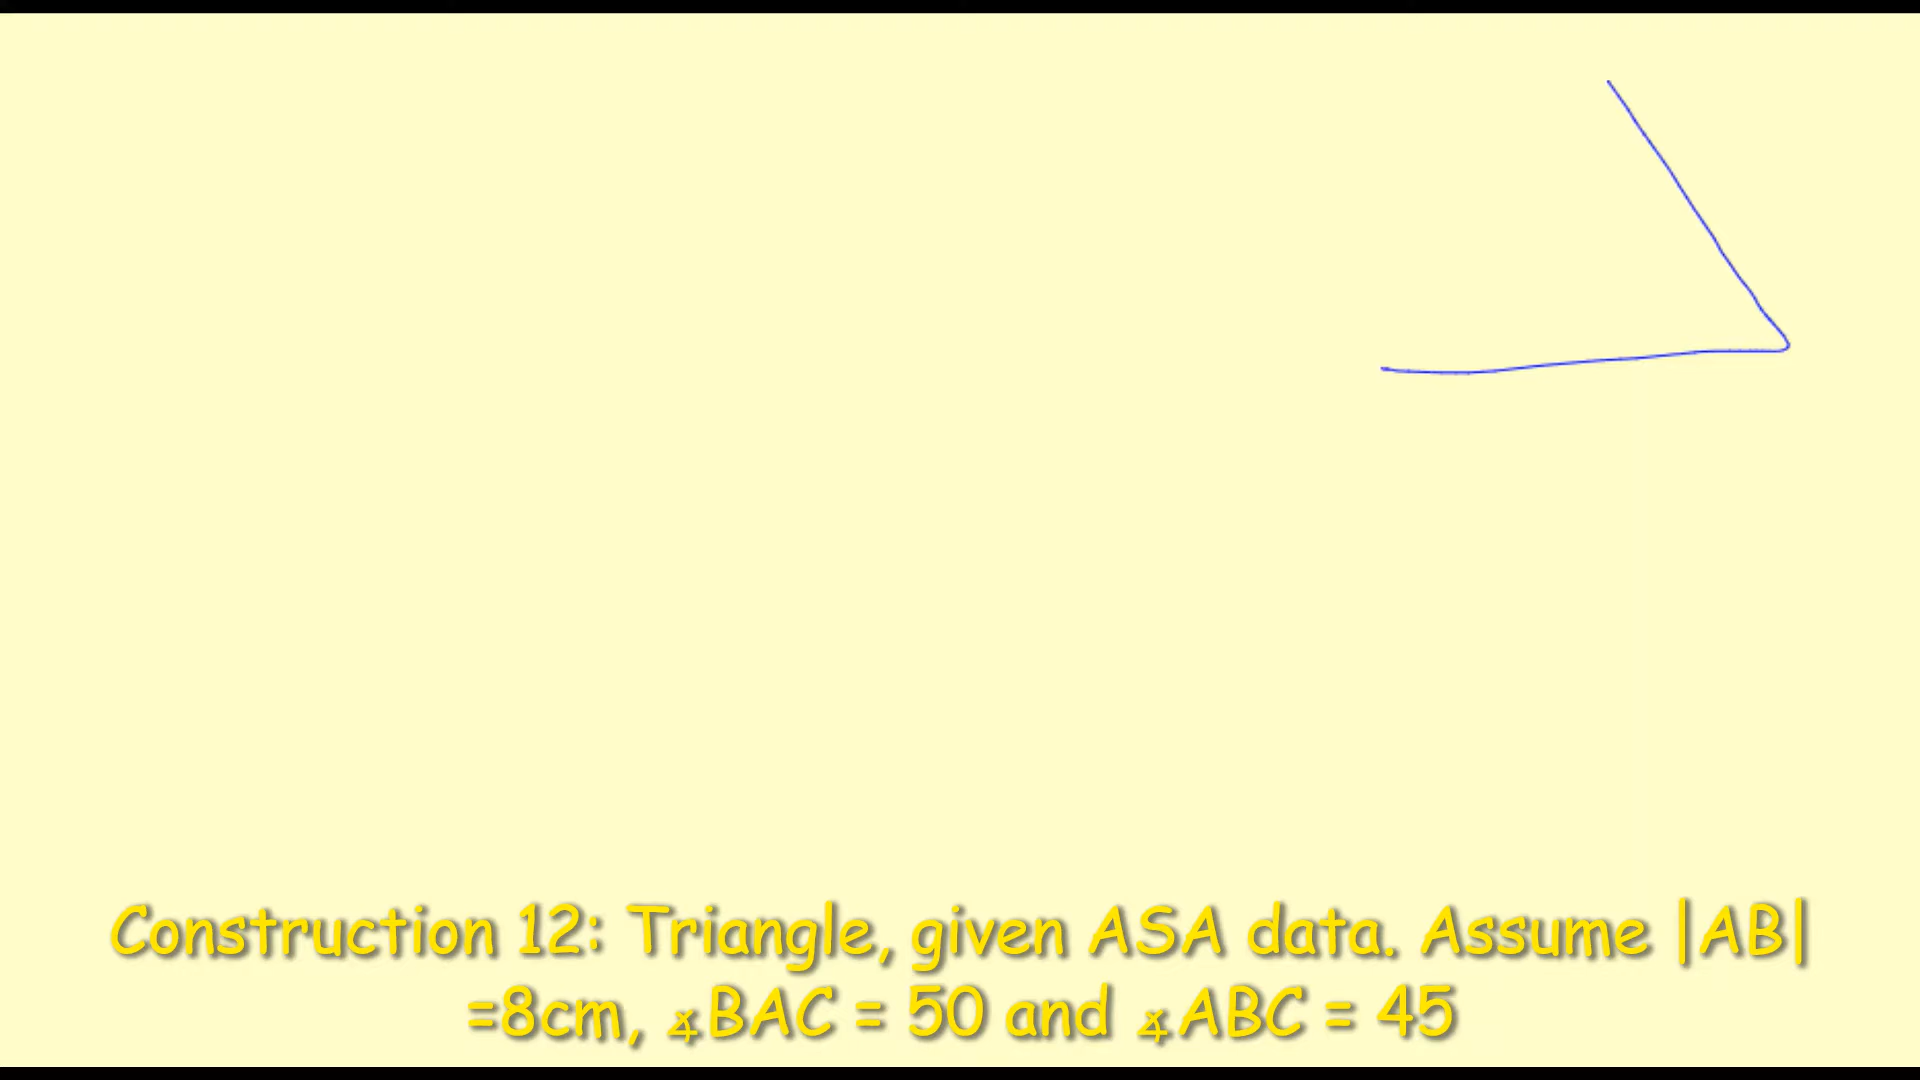 Construction 12: Triangle, given ASA data. Assume |AB|
=8cm, ∡BAC = 50 and ∡ABC = 45